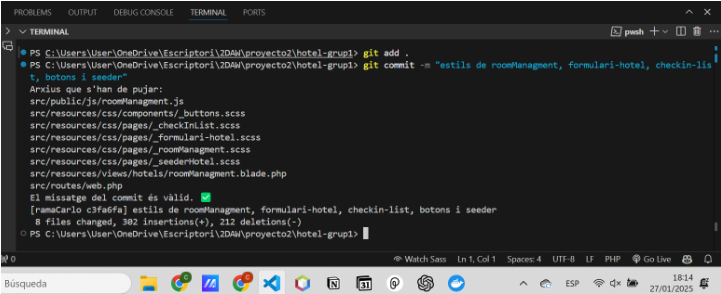 PROBLEMS OUTPUT DEBUG CONSOLE TERMINAL PORTS
TERMINAL
pwsh
PS C:\Users\User\OneDrive\Escriptori\2DAW\proyecto2\hotel-grup1> git add .
PS C:\Users\User\OneDrive\Escriptori\2DAW\proyecto2\hotel-grup1> git commit -m "estils de roomManagment, formulari-hotel, checkin-lis
t, botons i seeder"
Arxius que s'han de pujar:
src/public/js/roomManagment.js
src/resources/css/components/_buttons.scss
src/resources/css/pages/_checkInList.scss
src/resources/css/pages/_formulari-hotel.scss
src/resources/css/pages/_roomManagment.scss
src/resources/css/pages/_seederHotel.scss
src/resources/views/hotels/roomManagment.blade.php
src/routes/web.php
El missatge del commit és vàlid. ✅
[ramaCarlo c3fa6fa] estils de roomManagment, formulari-hotel, checkin-list, botons i seeder
8 files changed, 302 insertions(+), 212 deletions(-)
PS C:\Users\User\OneDrive\Escriptori\2DAW\proyecto2\hotel-grup1>
0 Watch Sass Ln 1, Col 1 Spaces: 4 UTF-8 LF PHP Go Live
Búsqueda 31 ESP 18:14
27/01/2025